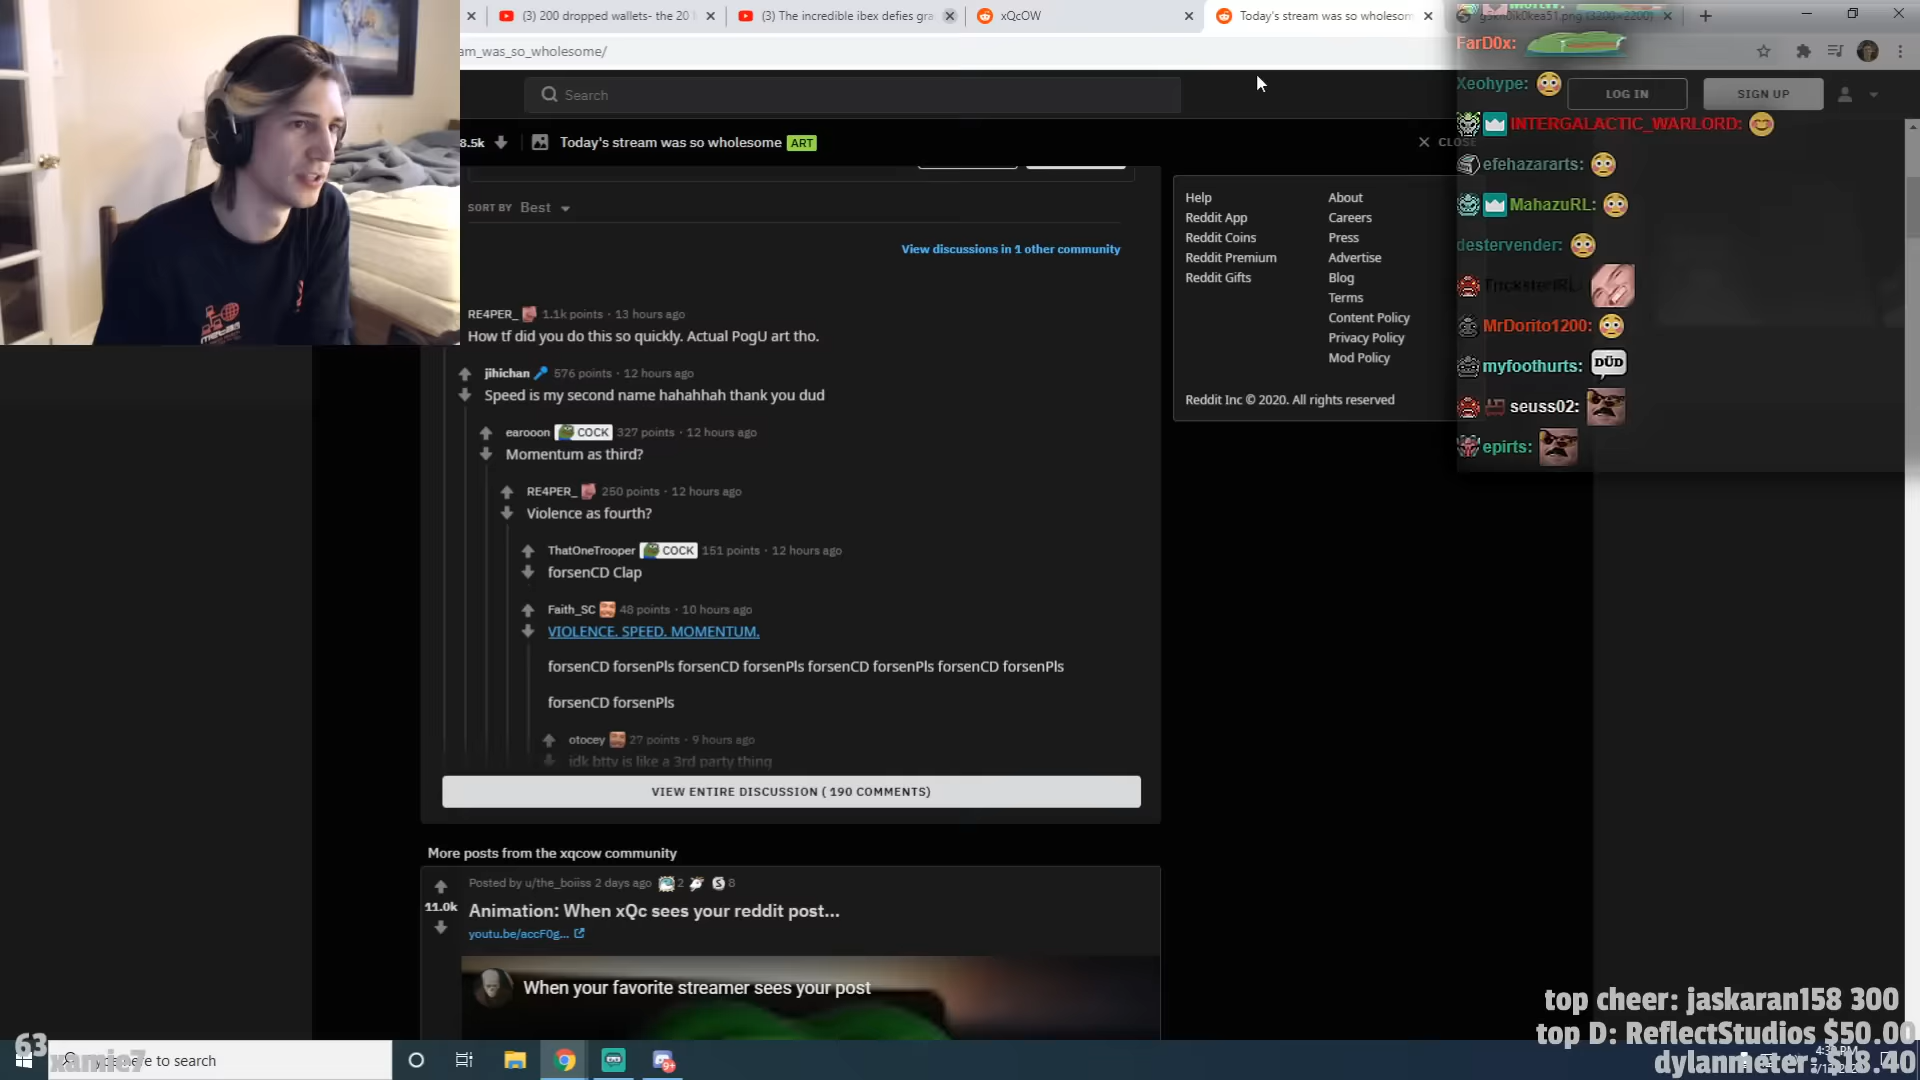 (3) 200 dropped wallets- the 20
(3) The incredible ibex defies gra
xQcOW
Today's stream was so wholesom
am_was_so_wholesome/
Search
LOG IN
SIGN UP
8.5k
Today's stream was so wholesome ART
CLOSE
SORT BY Best
View discussions in 1 other community
RE4PER_ 1.1k points · 13 hours ago
How tf did you do this so quickly. Actual PogU art tho.
jihichan 576 points · 12 hours ago
Speed is my second name hahahhah thank you dud
earooon COCK 327 points · 12 hours ago
Momentum as third?
RE4PER_ 250 points · 12 hours ago
Violence as fourth?
ThatOneTrooper COCK 151 points · 12 hours ago
forsenCD Clap
Faith_SC 48 points · 10 hours ago
VIOLENCE. SPEED. MOMENTUM.
forsenCD forsenPls forsenCD forsenPls forsenCD forsenPls forsenCD forsenPls
forsenCD forsenPls
otocey 27 points · 9 hours ago
idk bttv is like a 3rd party thing
VIEW ENTIRE DISCUSSION ( 190 COMMENTS)
More posts from the xqcow community
Posted by u/the_boiiss 2 days ago 2 8
11.0k
Animation: When xQc sees your reddit post...
youtu.be/accF0g...
When your favorite streamer sees your post
Help
Reddit App
Reddit Coins
Reddit Premium
Reddit Gifts
About
Careers
Press
Advertise
Blog
Terms
Content Policy
Privacy Policy
Mod Policy
Reddit Inc © 2020. All rights reserved
FarD0x:
Xeohype:
INTERGALACTIC_WARLORD:
efehazararts:
MahazuRL:
destervender:
TricksterIRL:
MrDorito1200:
myfoothurts: DÜD
seuss02:
epirts:
top cheer: jaskaran158 300
top D: ReflectStudios $50.00
dylanmeter: $18.40
63
xamie7
Type here to search